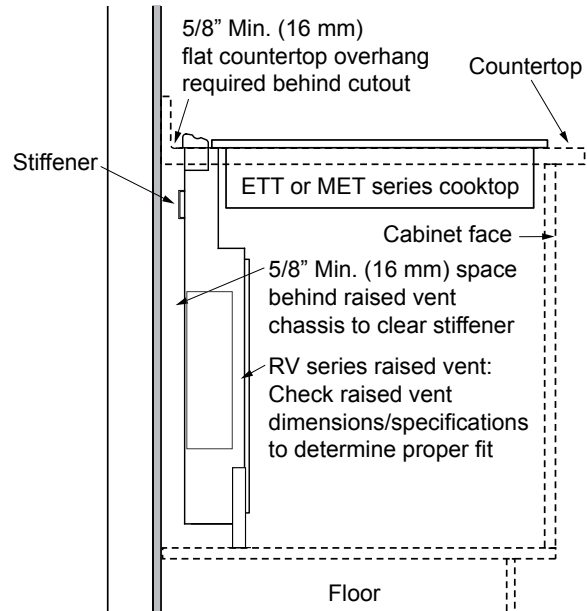 5/8” Min. (16 mm)
flat countertop overhang
required behind cutout
Countertop
Stiffener
ETT or MET series cooktop
Cabinet face
5/8” Min. (16 mm) space
behind raised vent
chassis to clear stiffener
RV series raised vent:
Check raised vent
dimensions/specifications
to determine proper fit
Floor